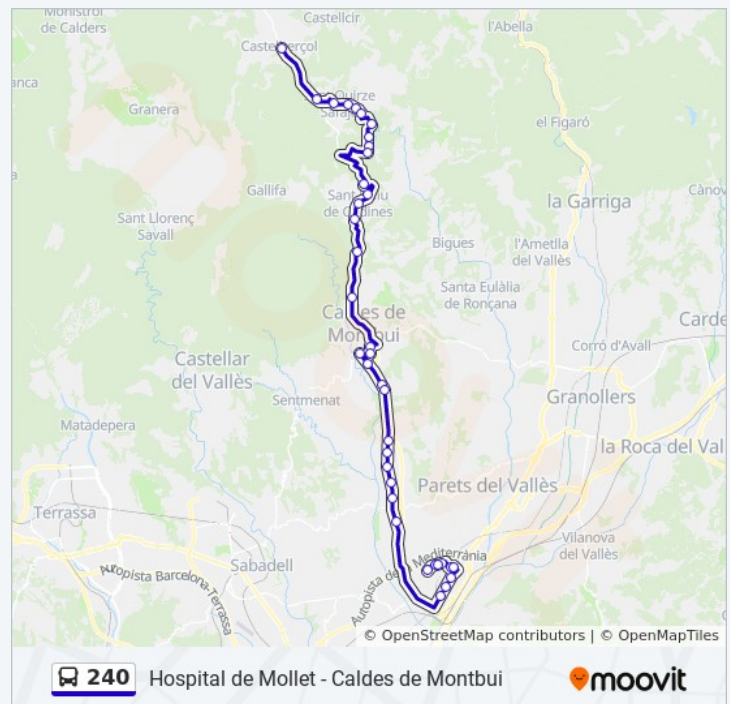 Monistrol
de Calders
Castellcir
l'Abella
Castellterçol
anca
Granera
Quirze
Safaja
el Figaró
Gallifa
Sant Feliu
de Codines
la Garriga
Cànov
Sant Llorenç
Savall
Bigues
l'Ametlla
del Vallès
Santa Eulàlia
de Ronçana
Caldes de
Montbui
Carde
Corró d'Avall
Castellar
del Vallès
Sentmenat
Granollers
Matadepera
la Roca del Val
Parets del Vallès
Terrassa
Vilanova
del Vallès
Sabadell
Autopista Barcelona-Terrassa
Autopista de la Mediterrània
© OpenStreetMap contributors | © OpenMapTiles
240 Hospital de Mollet - Caldes de Montbui
moovit